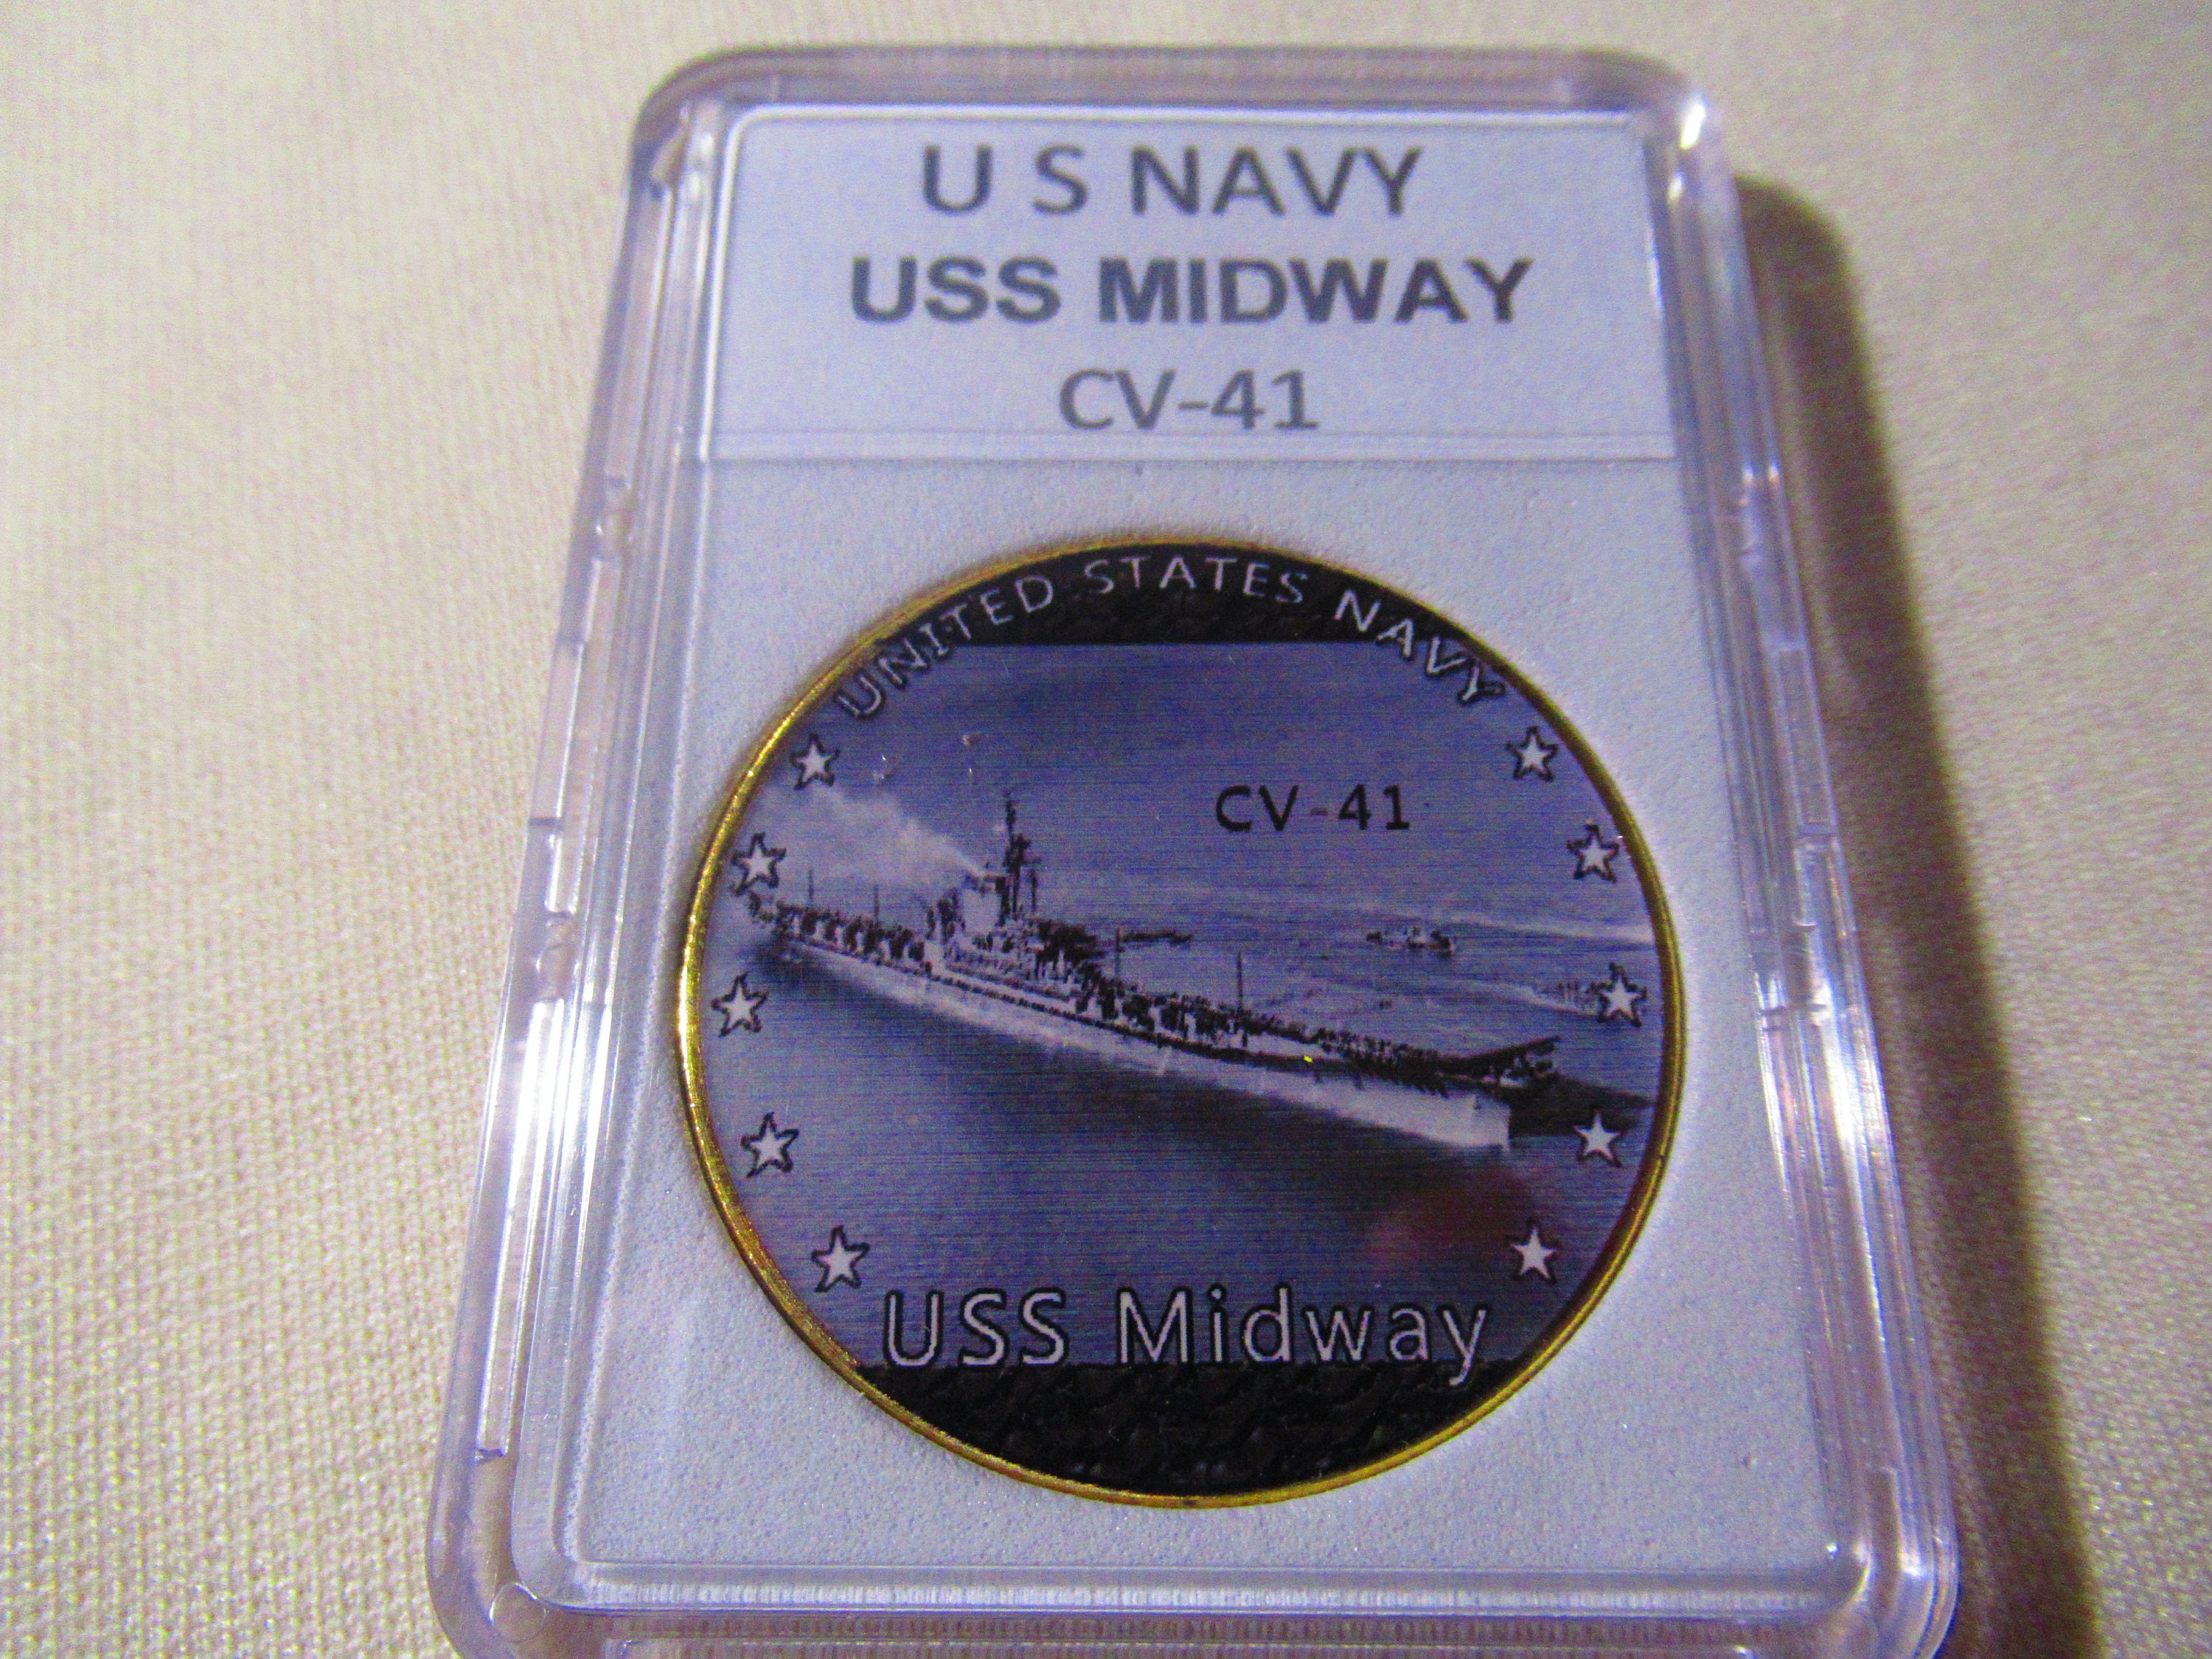 U S NAVY
USS MIDWAY
CV-41
UNITED STATES NAVY
CV-41
USS Midway